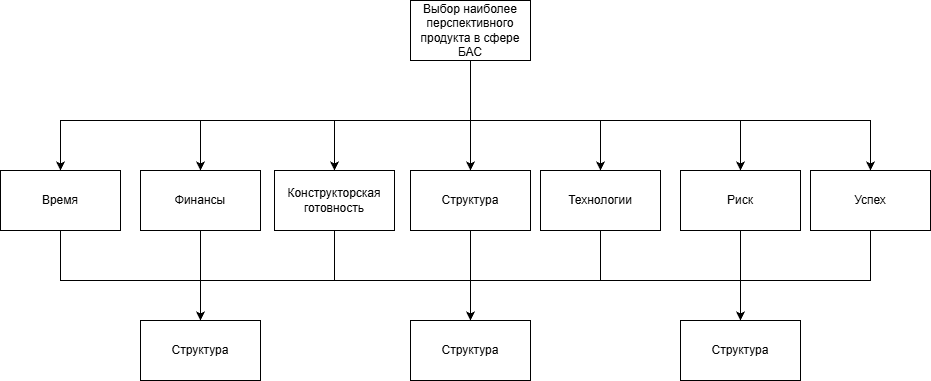 Выбор наиболее
перспективного
продукта в сфере
БАС
Время
Финансы
Конструкторская
готовность
Структура
Технологии
Риск
Успех
Структура
Структура
Структура